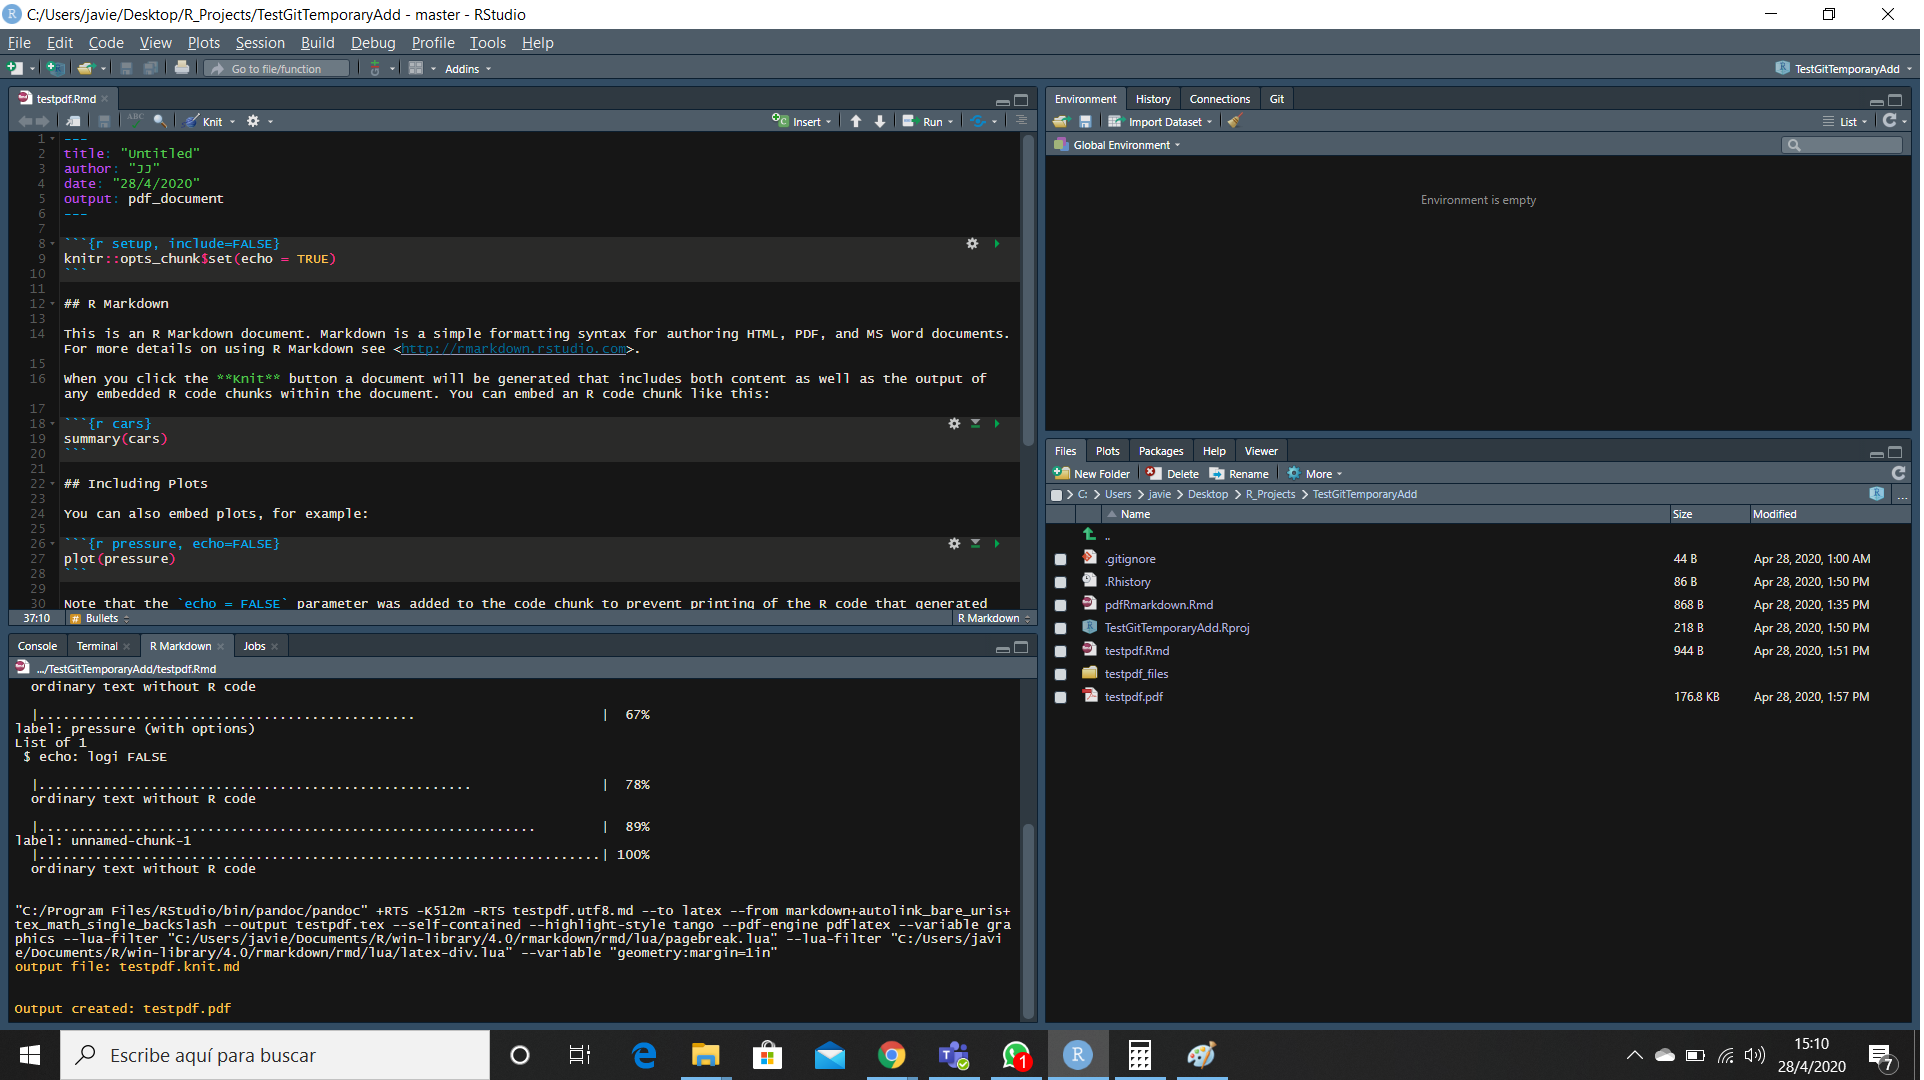 C:/Users/javie/Desktop/R_Projects/TestGitTemporaryAdd - master - RStudio
File Edit Code View Plots Session Build Debug Profile Tools Help
Go to file/function Addins TestGitTemporaryAdd
testpdf.Rmd
ABC Knit Insert Run
1 ---
2 title: "Untitled"
3 author: "JJ"
4 date: "28/4/2020"
5 output: pdf_document
6 ---
7
8 ```{r setup, include=FALSE}
9 knitr::opts_chunk$set(echo = TRUE)
10 ```
11
12 ## R Markdown
13
14 This is an R Markdown document. Markdown is a simple formatting syntax for authoring HTML, PDF, and MS Word documents.
For more details on using R Markdown see <http://rmarkdown.rstudio.com>.
15
16 When you click the **Knit** button a document will be generated that includes both content as well as the output of
any embedded R code chunks within the document. You can embed an R code chunk like this:
17
18 ```{r cars}
19 summary(cars)
20 ```
21
22 ## Including Plots
23
24 You can also embed plots, for example:
25
26 ```{r pressure, echo=FALSE}
27 plot(pressure)
28 ```
29
30 Note that the `echo = FALSE` parameter was added to the code chunk to prevent printing of the R code that generated
37:10 # Bullets R Markdown
Console Terminal R Markdown Jobs
.../TestGitTemporaryAdd/testpdf.Rmd
ordinary text without R code
|............................................... | 67%
label: pressure (with options)
List of 1
$ echo: logi FALSE
|...................................................... | 78%
ordinary text without R code
|.............................................................. | 89%
label: unnamed-chunk-1
|......................................................................| 100%
ordinary text without R code
"C:/Program Files/RStudio/bin/pandoc/pandoc" +RTS -K512m -RTS testpdf.utf8.md --to latex --from markdown+autolink_bare_uris+
tex_math_single_backslash --output testpdf.tex --self-contained --highlight-style tango --pdf-engine pdflatex --variable gra
phics --lua-filter "C:/Users/javie/Documents/R/win-library/4.0/rmarkdown/rmd/lua/pagebreak.lua" --lua-filter "C:/Users/javi
e/Documents/R/win-library/4.0/rmarkdown/rmd/lua/latex-div.lua" --variable "geometry:margin=1in"
output file: testpdf.knit.md
Output created: testpdf.pdf
Environment History Connections Git
Import Dataset List
Global Environment
Environment is empty
Files Plots Packages Help Viewer
New Folder Delete Rename More
C: Users javie Desktop R_Projects TestGitTemporaryAdd ...
Name Size Modified
..
.gitignore 44 B Apr 28, 2020, 1:00 AM
.Rhistory 86 B Apr 28, 2020, 1:50 PM
pdfRmarkdown.Rmd 868 B Apr 28, 2020, 1:35 PM
TestGitTemporaryAdd.Rproj 218 B Apr 28, 2020, 1:50 PM
testpdf.Rmd 944 B Apr 28, 2020, 1:51 PM
testpdf_files
testpdf.pdf 176.8 KB Apr 28, 2020, 1:57 PM
Escribe aquí para buscar
1
R
15:10
28/4/2020
7